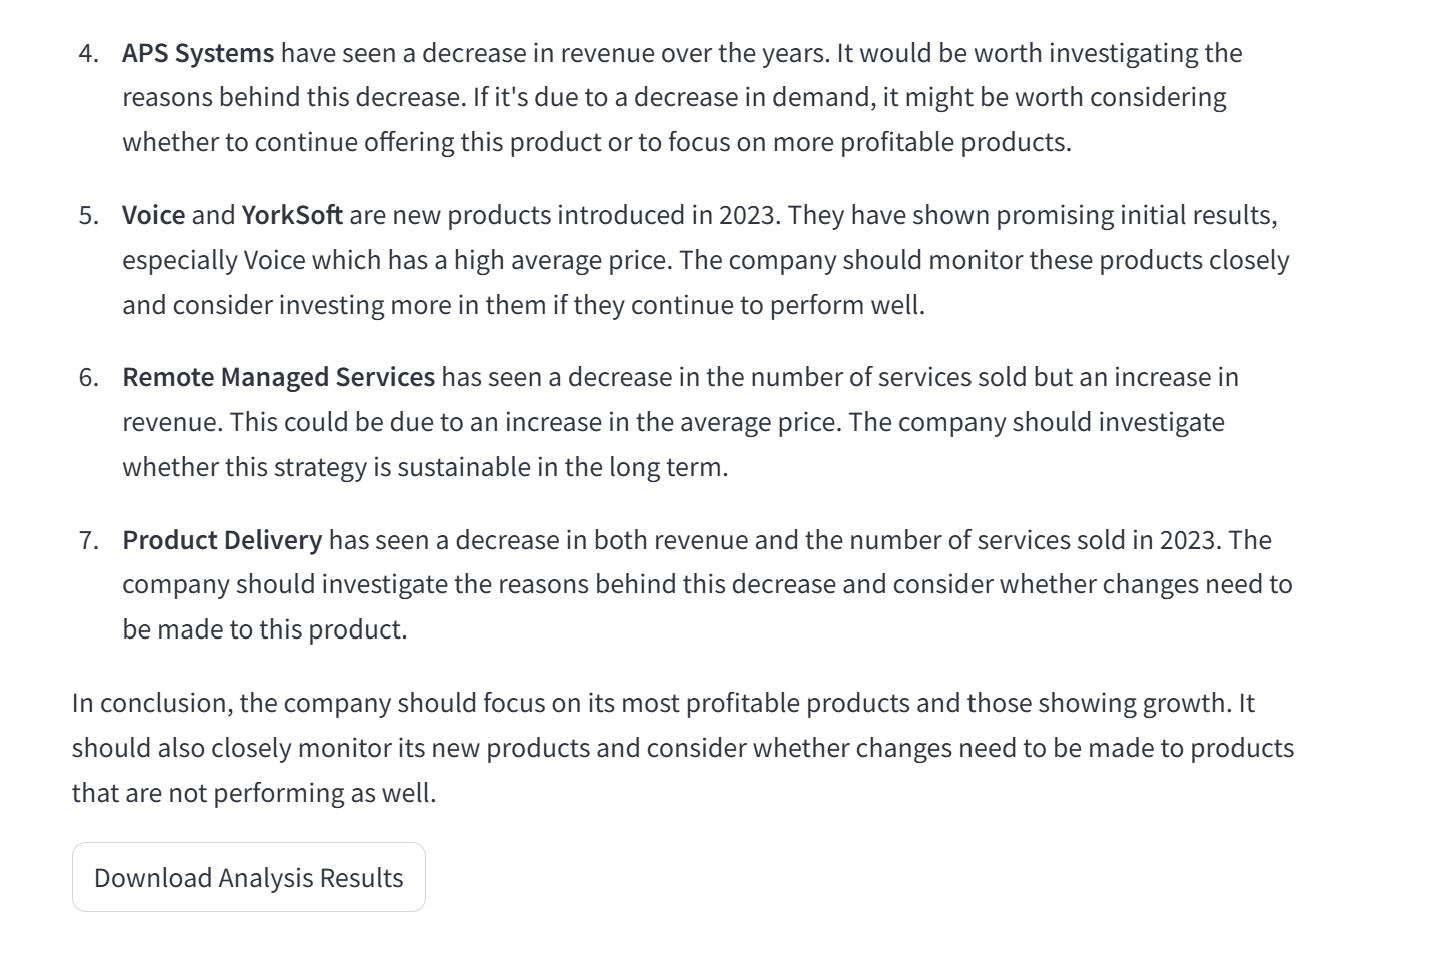 4. APS Systems have seen a decrease in revenue over the years. It would be worth investigating the
reasons behind this decrease. If it's due to a decrease in demand, it might be worth considering
whether to continue offering this product or to focus on more profitable products.
5. Voice and YorkSoft are new products introduced in 2023. They have shown promising initial results,
especially Voice which has a high average price. The company should monitor these products closely
and consider investing more in them if they continue to perform well.
6. Remote Managed Services has seen a decrease in the number of services sold but an increase in
revenue. This could be due to an increase in the average price. The company should investigate
whether this strategy is sustainable in the long term.
7. Product Delivery has seen a decrease in both revenue and the number of services sold in 2023. The
company should investigate the reasons behind this decrease and consider whether changes need to
be made to this product.
In conclusion, the company should focus on its most profitable products and those showing growth. It
should also closely monitor its new products and consider whether changes need to be made to products
that are not performing as well.
Download Analysis Results